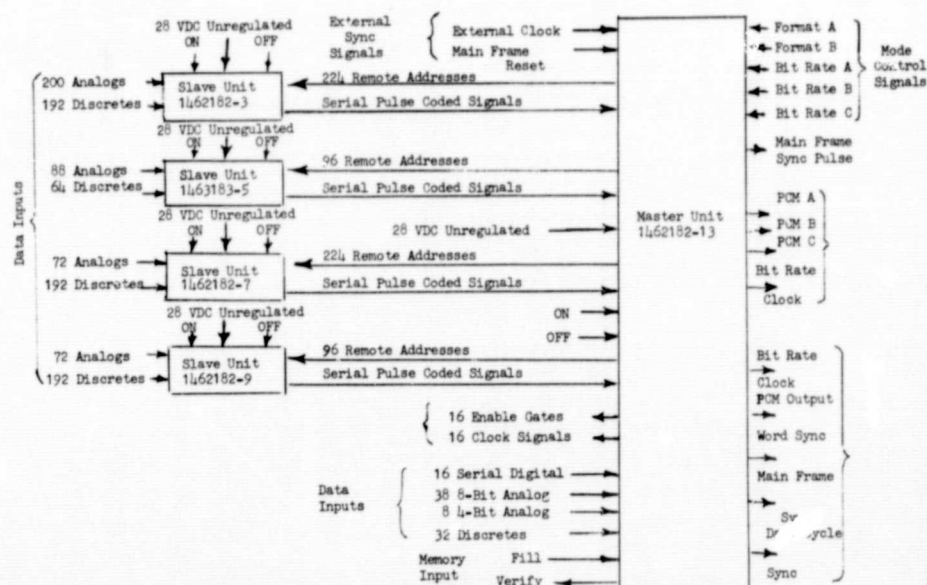 28 VDC Unregulated
ON OFF
200 Analogs
192 Discretes
Slave Unit
1462182-3
28 VDC Unregulated
ON OFF
88 Analogs
64 Discretes
Slave Unit
1463183-5
28 VDC Unregulated
ON OFF
72 Analogs
192 Discretes
Slave Unit
1462182-7
28 VDC Unregulated
ON OFF
72 Analogs
192 Discretes
Slave Unit
1462182-9
Data Inputs
External
Sync
Signals
External Clock
Main Frame
Reset
224 Remote Addresses
Serial Pulse Coded Signals
96 Remote Addresses
Serial Pulse Coded Signals
28 VDC Unregulated
224 Remote Addresses
Serial Pulse Coded Signals
ON
OFF
96 Remote Addresses
Serial Pulse Coded Signals
16 Enable Gates
16 Clock Signals
Data
Inputs
16 Serial Digital
38 8-Bit Analog
8 4-Bit Analog
32 Discretes
Memory
Input
Fill
Verify
Master Unit
1462182-13
Format A
Format B
Bit Rate A
Bit Rate B
Bit Rate C
Mode
Control
Signals
Main Frame
Sync Pulse
PCM A
PCM B
PCM C
Bit Rate
Clock
Bit Rate
Clock
PCM Output
Word Sync
Main Frame
Sync